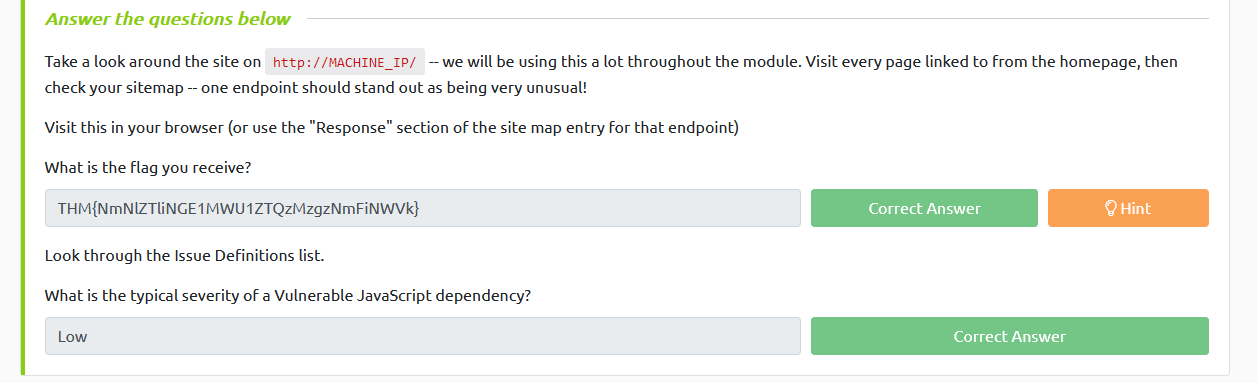 Answer the questions below
Take a look around the site on http://MACHINE_IP/ -- we will be using this a lot throughout the module. Visit every page linked to from the homepage, then
check your sitemap -- one endpoint should stand out as being very unusual!
Visit this in your browser (or use the "Response" section of the site map entry for that endpoint)
What is the flag you receive?
THM{NmNlZTliNGE1MWU1ZTQzMzgzNmFiNWVk}
Correct Answer
Hint
Look through the Issue Definitions list.
What is the typical severity of a Vulnerable JavaScript dependency?
Low
Correct Answer